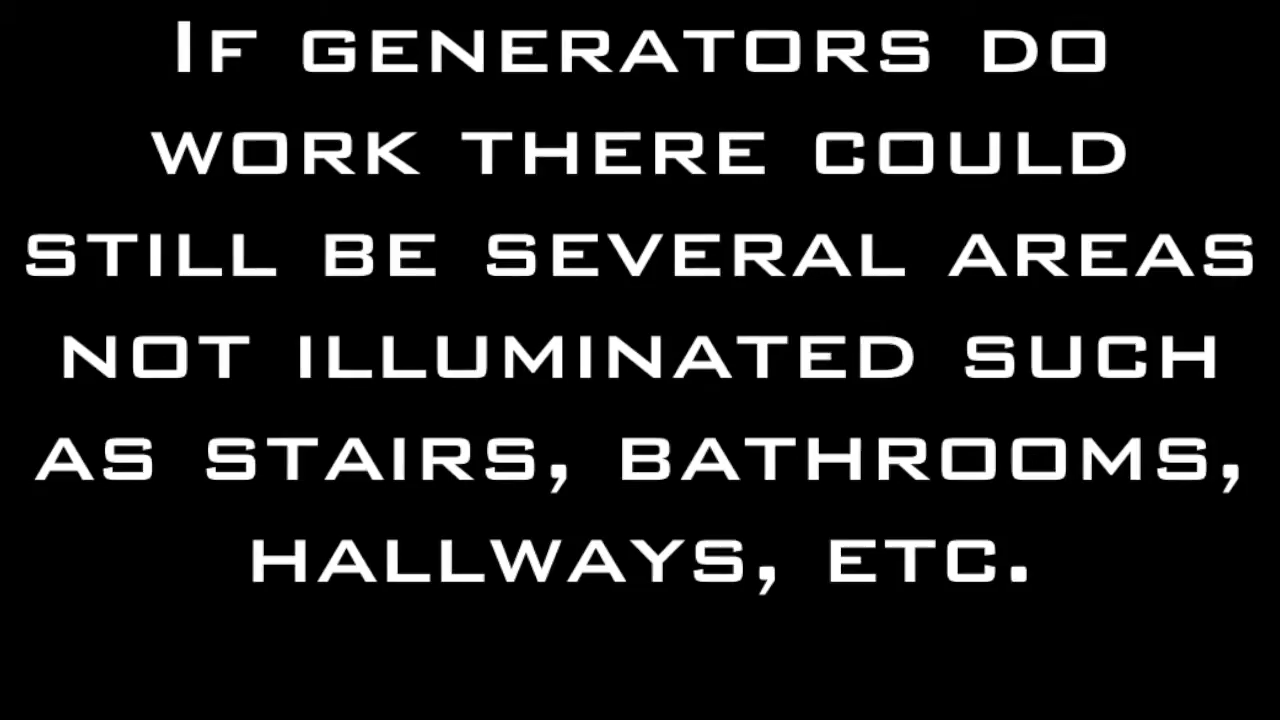 If generators do
work there could
still be several areas
not illuminated such
as stairs, bathrooms,
hallways, etc.